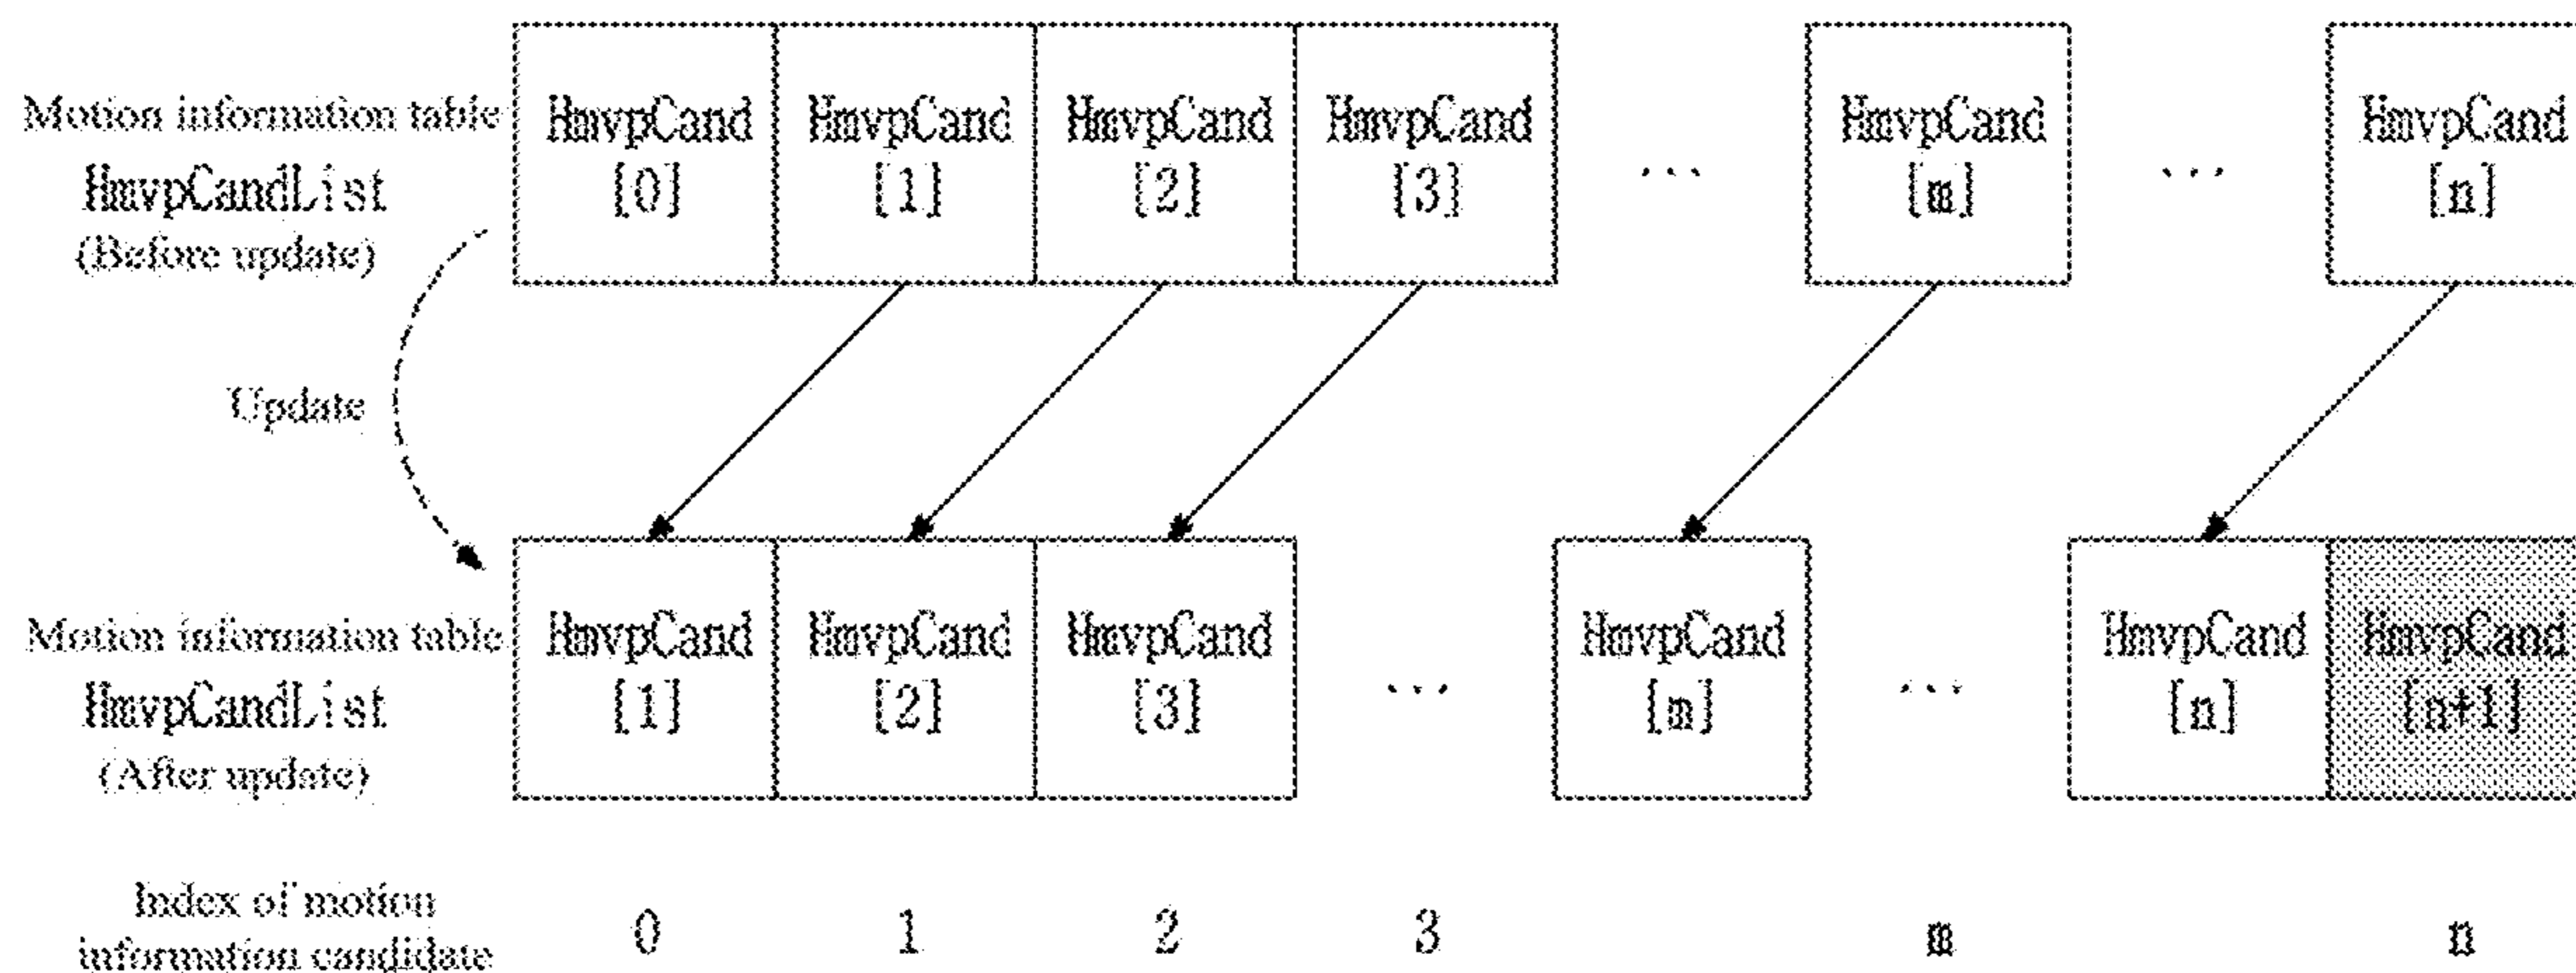 Motion information table
HmvpCandList
(Before update)
HmvpCand
[0]
HmvpCand
[1]
HmvpCand
[2]
HmvpCand
[3]
...
HmvpCand
[m]
...
HmvpCand
[n]
Update
Motion information table
HmvpCandList
(After update)
HmvpCand
[1]
HmvpCand
[2]
HmvpCand
[3]
...
HmvpCand
[m]
...
HmvpCand
[n]
HmvpCand
[n+1]
Index of motion
information candidate
0 1 2 3 m n